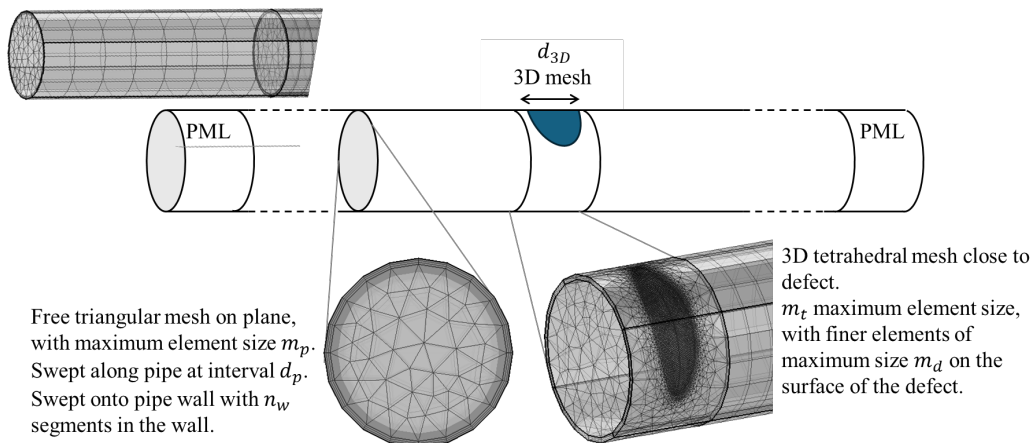 d₃D
3D mesh
PML
PML
Free triangular mesh on plane,
with maximum element size mₚ.
Swept along pipe at interval dₚ.
Swept onto pipe wall with n_w
segments in the wall.
3D tetrahedral mesh close to
defect.
mₜ maximum element size,
with finer elements of
maximum size m_d on the
surface of the defect.